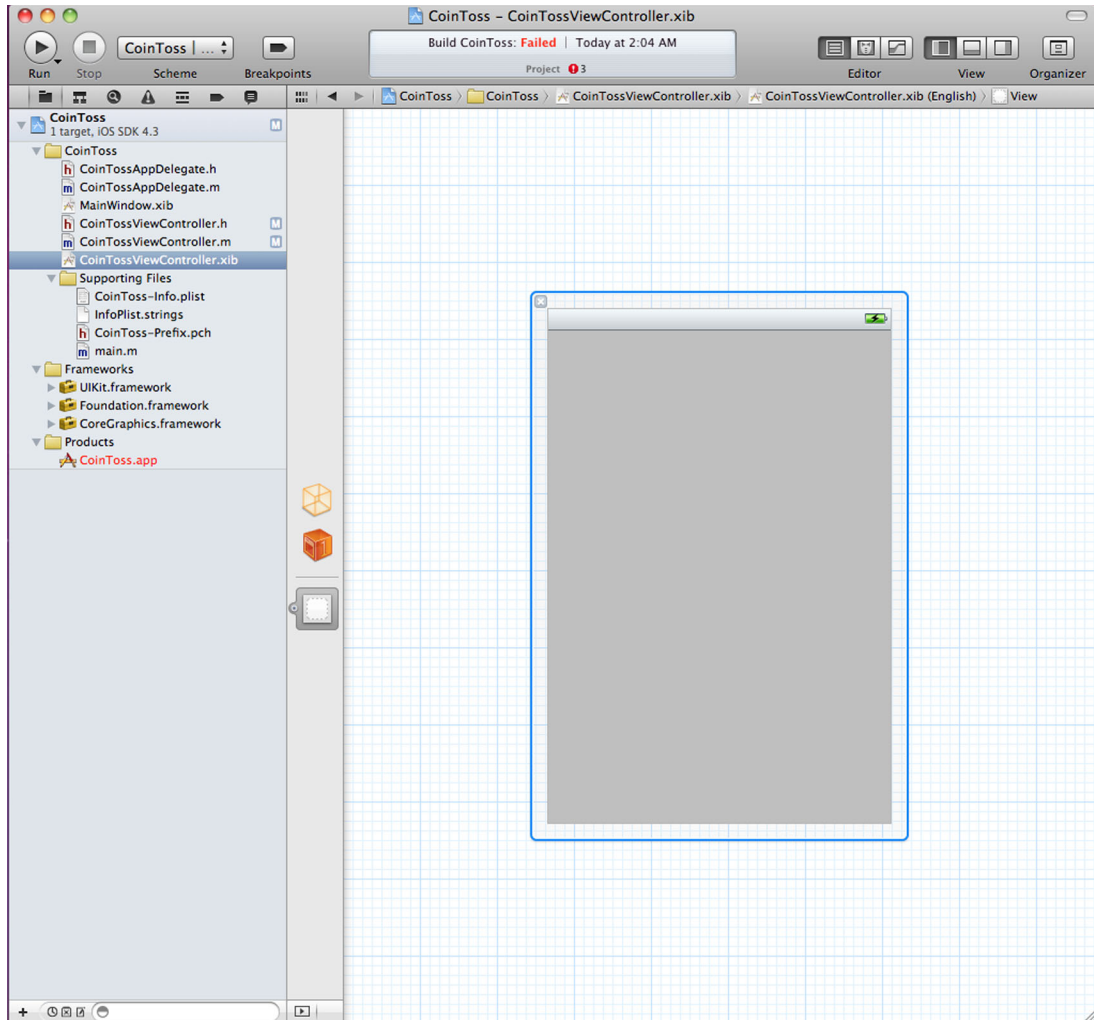 CoinToss - CoinTossViewController.xib
CoinToss | ...
Build CoinToss: Failed | Today at 2:04 AM
Project 3
Run Stop Scheme Breakpoints
Editor View Organizer
CoinToss CoinToss CoinTossViewController.xib CoinTossViewController.xib (English) View
CoinToss
1 target, iOS SDK 4.3
M
CoinToss
h CoinTossAppDelegate.h
m CoinTossAppDelegate.m
MainWindow.xib
h CoinTossViewController.h M
m CoinTossViewController.m M
CoinTossViewController.xib
Supporting Files
CoinToss-Info.plist
InfoPlist.strings
h CoinToss-Prefix.pch
m main.m
Frameworks
UIKit.framework
Foundation.framework
CoreGraphics.framework
Products
CoinToss.app